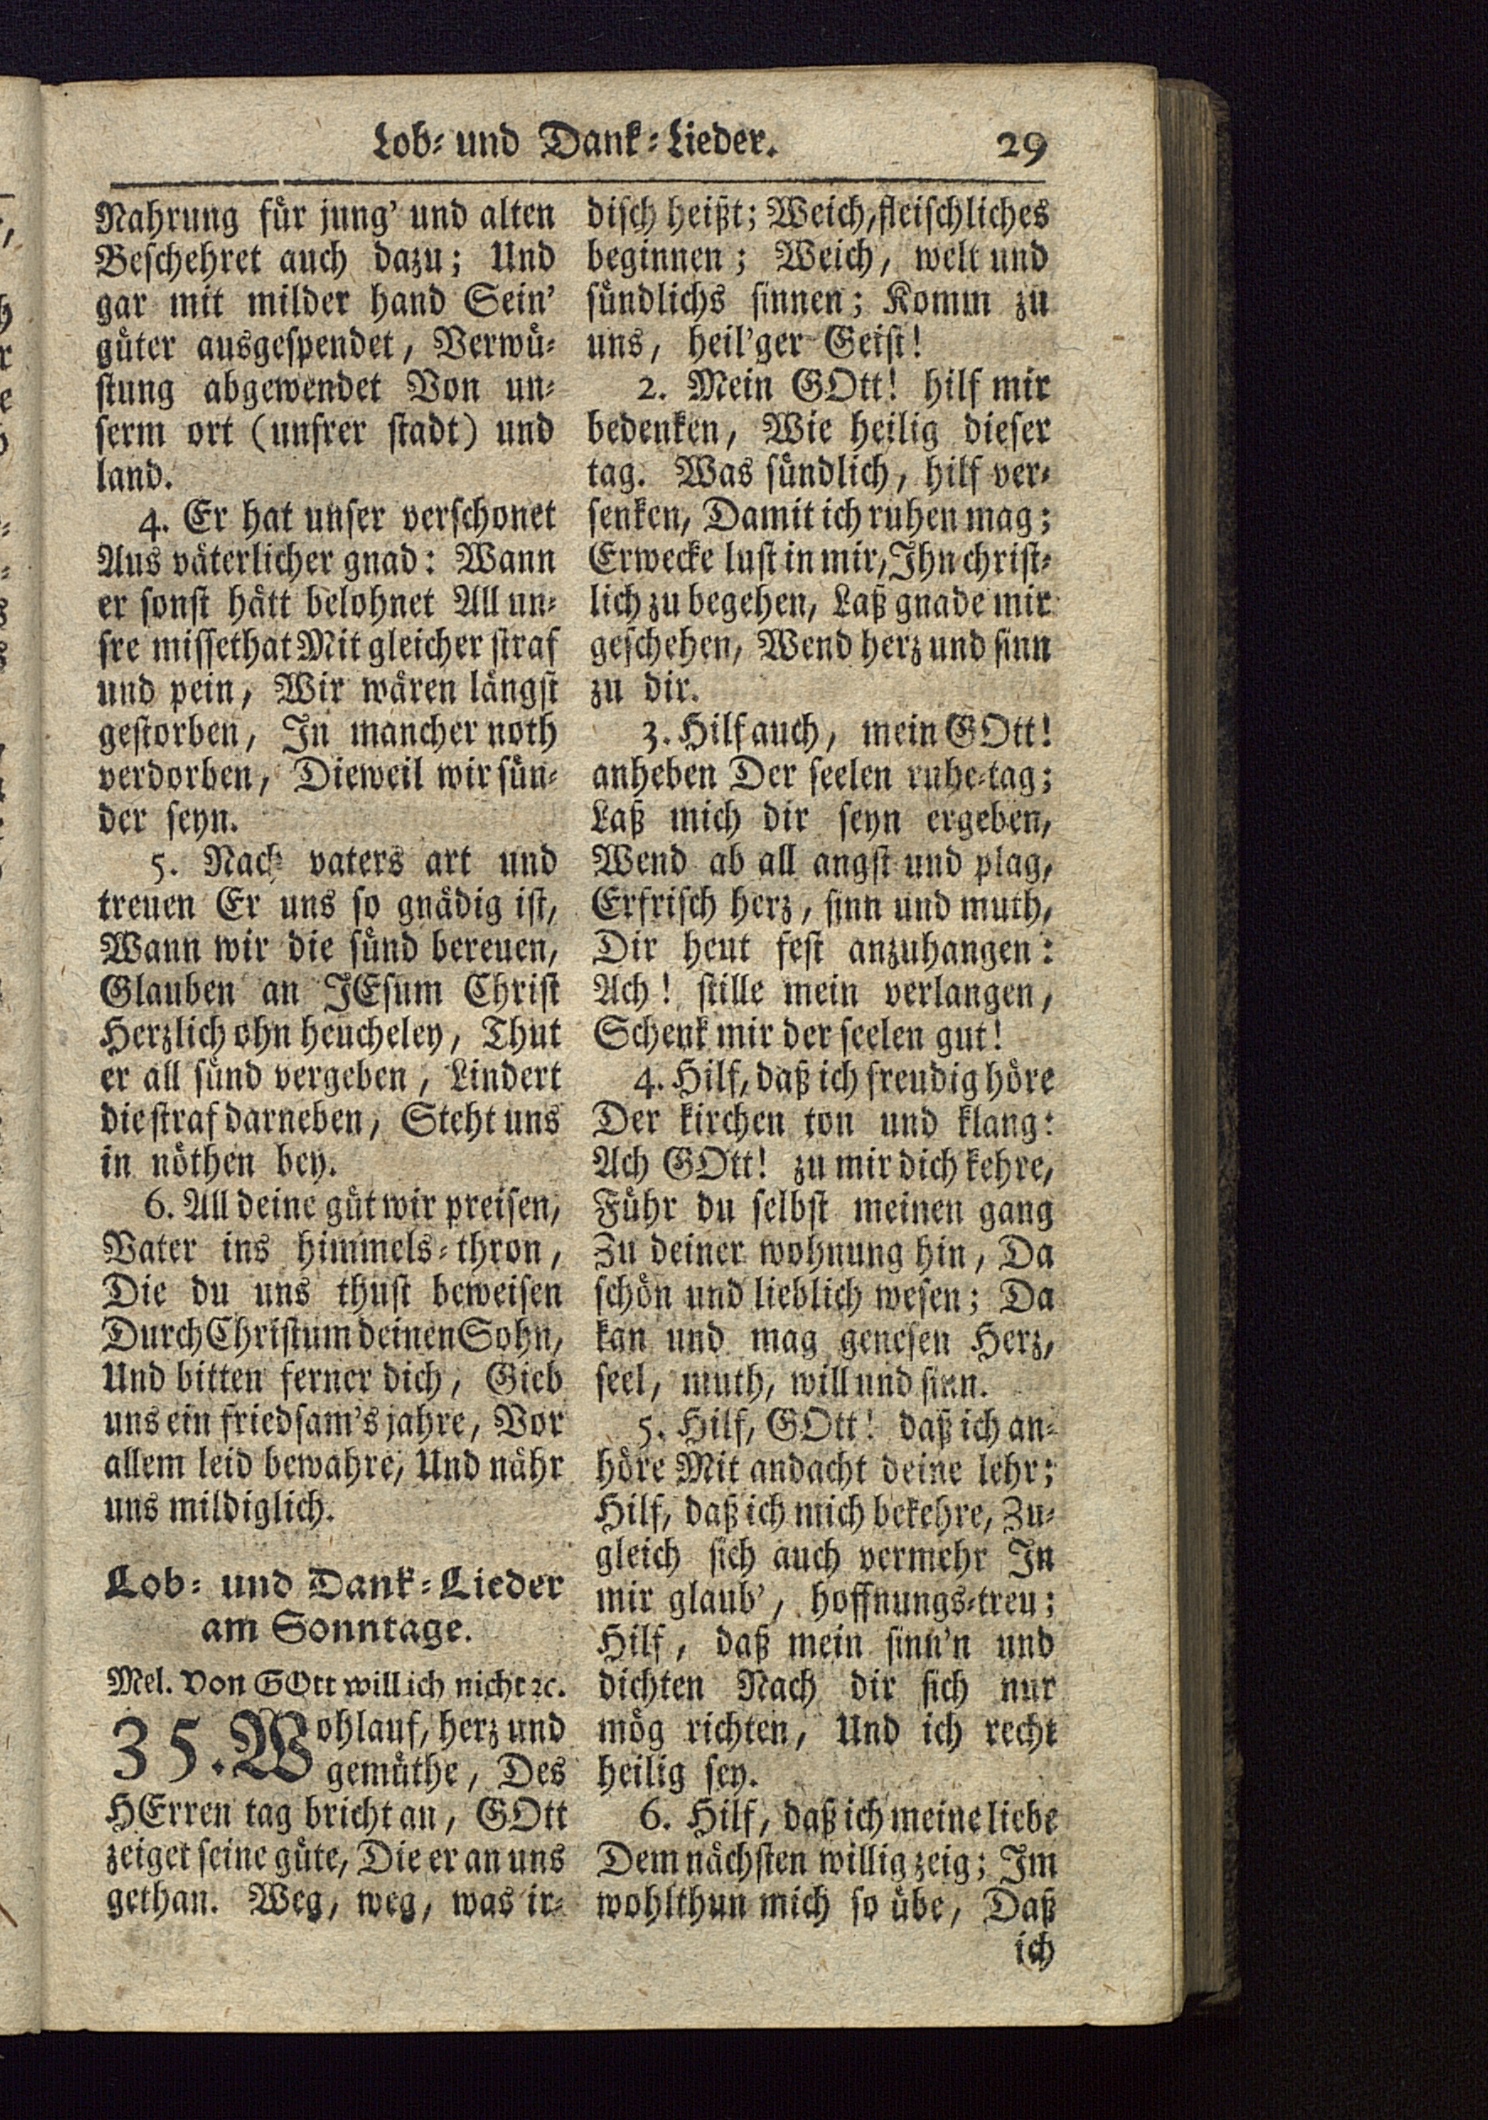 Lob- und Dank-Lieder. 29
Nahrung für jung' und alten
Beschehret auch dazu; Und
gar mit milder hand Sein'
güter ausgespendet, Verwü-
stung abgewendet Von un-
serm ort (unsrer stadt) und
land.
4. Er hat unser verschonet
Aus väterlicher gnad: Wann
er sonst hätt belohnet All un-
sre missethat Mit gleicher straf
und pein, Wir wären längst
gestorben, In mancher noth
verdorben, Dieweil wir sün-
der seyn.
5. Nach vaters art und
treuen Er uns so gnädig ist,
Wann wir die sünd bereuen,
Glauben an JEsum Christ
Herzlich ohn heucheley, Thut
er all sünd vergeben, Lindert
die straf darneben, Steht uns
in nöthen bey.
6. All deine güt wir preisen,
Vater ins himmels-thron,
Die du uns thust beweisen
Durch Christum deinen Sohn,
Und bitten ferner dich, Gieb
uns ein friedsam's jahre, Vor
allem leid bewahre, Und nähr
uns mildiglich.
Lob- und Dank-Lieder
am Sonntage.
Mel. Von GOtt will ich nicht ꝛc.
35. Wohlauf, herz und
gemüthe, Des
HErren tag bricht an, GOtt
zeiget seine güte, Die er an uns
gethan. Weg, weg, was ir-
disch heißt; Weich, fleischliches
beginnen; Weich, welt und
sündlichs sinnen; Komm zu
uns, heil'ger Geist!
2. Mein GOtt! hilf mir
bedenken, Wie heilig dieser
tag. Was sündlich, hilf ver-
senken, Damit ich ruhen mag;
Erwecke lust in mir, Ihn christ-
lich zu begehen, Laß gnade mir
geschehen, Wend herz und sinn
zu dir.
3. Hilf auch, mein GOtt!
anheben Der seelen ruhe-tag;
Laß mich dir seyn ergeben,
Wend ab all angst und plag,
Erfrisch herz, sinn und muth,
Dir heut fest anzuhangen:
Ach! stille mein verlangen,
Schenk mir der seelen gut!
4. Hilf, daß ich freudig höre
Der kirchen ton und klang:
Ach GOtt! zu mir dich kehre,
Führ du selbst meinen gang
Zu deiner wohnung hin, Da
schön und lieblich wesen; Da
kan und mag genesen Herz,
seel, muth, will und sinn.
5. Hilf, GOtt! daß ich an-
höre Mit andacht deine lehr;
Hilf, daß ich mich bekehre, Zu-
gleich sich auch vermehr In
mir glaub', hoffnungs-treu;
Hilf, daß mein sinn'n und
dichten Nach dir sich nur
mög richten, Und ich recht
heilig sey.
6. Hilf, daß ich meine liebe
Dem nächsten willig zeig; Im
wohlthun mich so übe, Daß
ich